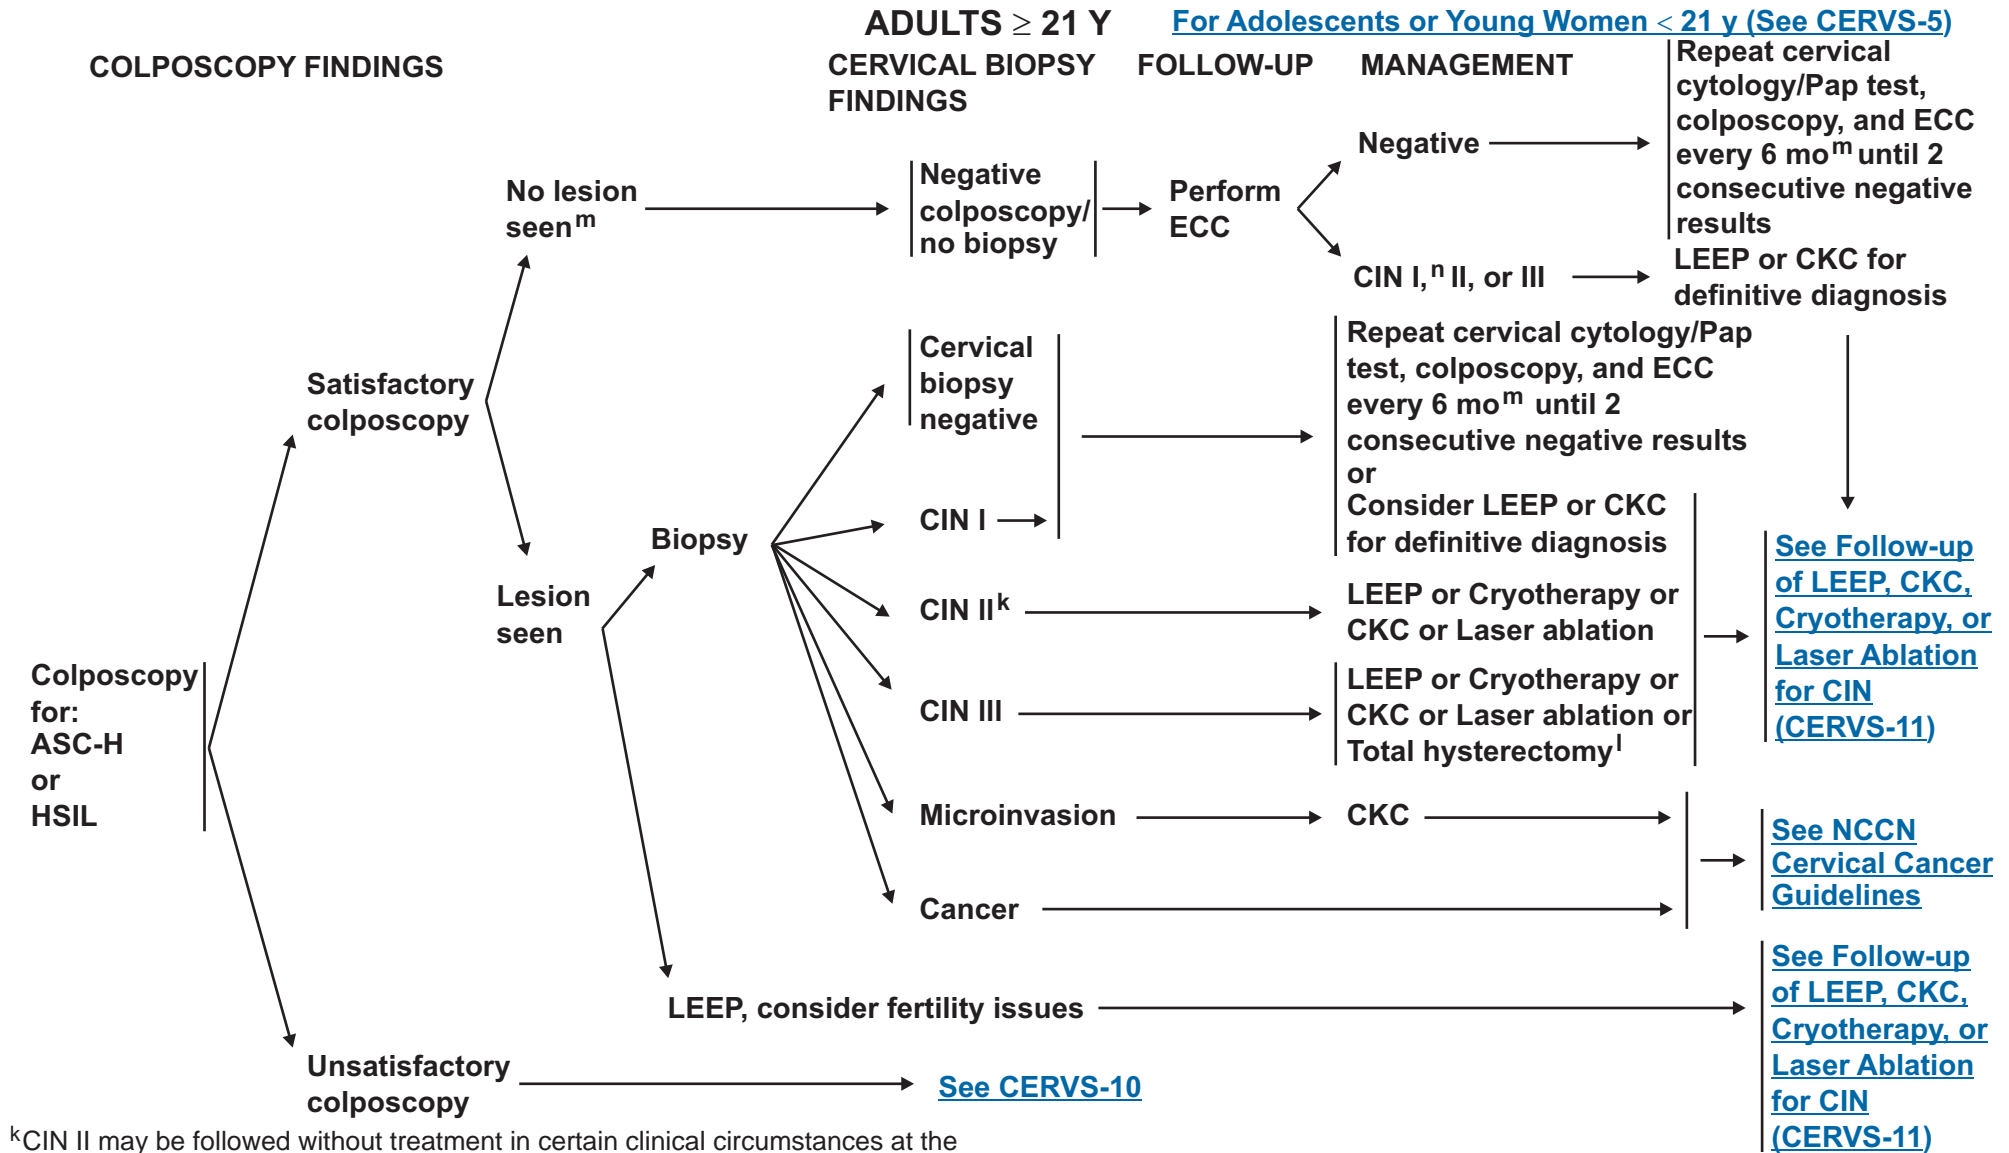 ADULTS ≥ 21 Y
For Adolescents or Young Women < 21 y (See CERVS-5)
COLPOSCOPY FINDINGS
CERVICAL BIOPSY
FINDINGS
FOLLOW-UP
MANAGEMENT
Repeat cervical
cytology/Pap test,
colposcopy, and ECC
every 6 mo^m until 2
consecutive negative
results
Negative
No lesion
seen^m
Negative
colposcopy/
no biopsy
Perform
ECC
CIN I,^n II, or III
LEEP or CKC for
definitive diagnosis
Satisfactory
colposcopy
Cervical
biopsy
negative
Repeat cervical cytology/Pap
test, colposcopy, and ECC
every 6 mo^m until 2
consecutive negative results
or
Consider LEEP or CKC
for definitive diagnosis
CIN I
Biopsy
Lesion
seen
CIN II^k
LEEP or Cryotherapy or
CKC or Laser ablation
See Follow-up
of LEEP, CKC,
Cryotherapy, or
Laser Ablation
for CIN
(CERVS-11)
Colposcopy
for:
ASC-H
or
HSIL
CIN III
LEEP or Cryotherapy or
CKC or Laser ablation or
Total hysterectomy^l
Microinvasion
CKC
See NCCN
Cervical Cancer
Guidelines
Cancer
LEEP, consider fertility issues
See Follow-up
of LEEP, CKC,
Cryotherapy, or
Laser Ablation
for CIN
(CERVS-11)
Unsatisfactory
colposcopy
See CERVS-10
^kCIN II may be followed without treatment in certain clinical circumstances at the